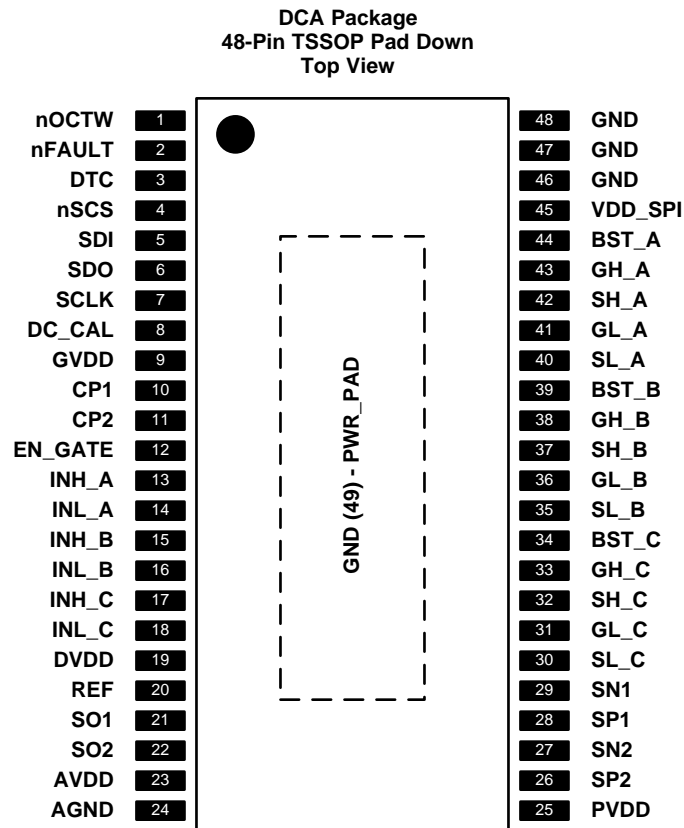 DCA Package
48-Pin TSSOP Pad Down
Top View
nOCTW 1 48 GND
nFAULT 2 47 GND
DTC 3 46 GND
nSCS 4 45 VDD_SPI
SDI 5 44 BST_A
SDO 6 43 GH_A
SCLK 7 42 SH_A
DC_CAL 8 41 GL_A
GVDD 9 40 SL_A
CP1 10 39 BST_B
CP2 11 38 GH_B
EN_GATE 12 37 SH_B
INH_A 13 36 GL_B
INL_A 14 35 SL_B
INH_B 15 34 BST_C
INL_B 16 33 GH_C
INH_C 17 32 SH_C
INL_C 18 31 GL_C
DVDD 19 30 SL_C
REF 20 29 SN1
SO1 21 28 SP1
SO2 22 27 SN2
AVDD 23 26 SP2
AGND 24 25 PVDD
GND (49) - PWR_PAD